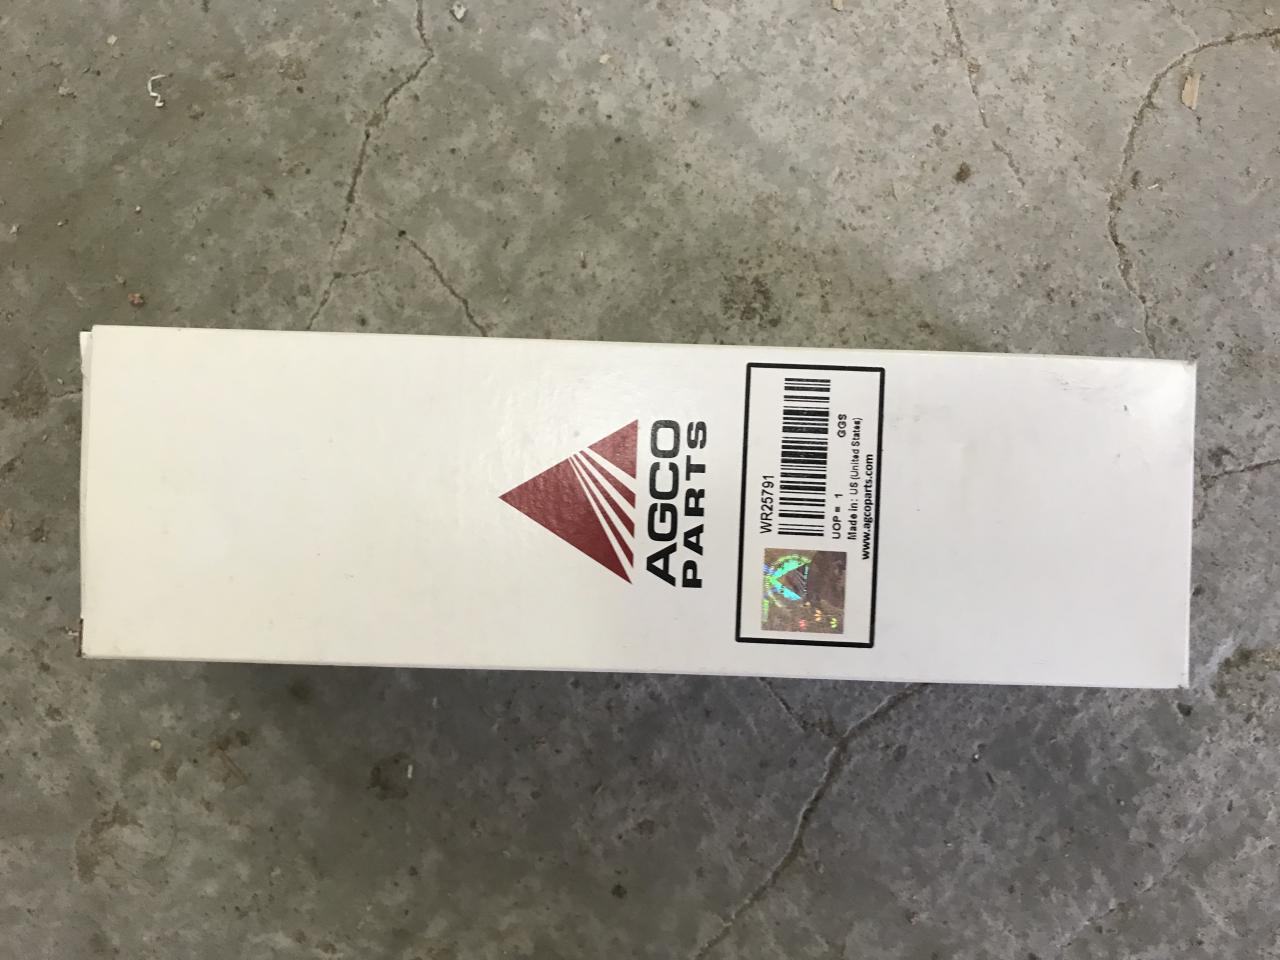 AGCO
PARTS
WR25791
UOP = 1 GGS
Made in: US (United States)
www.agcoparts.com